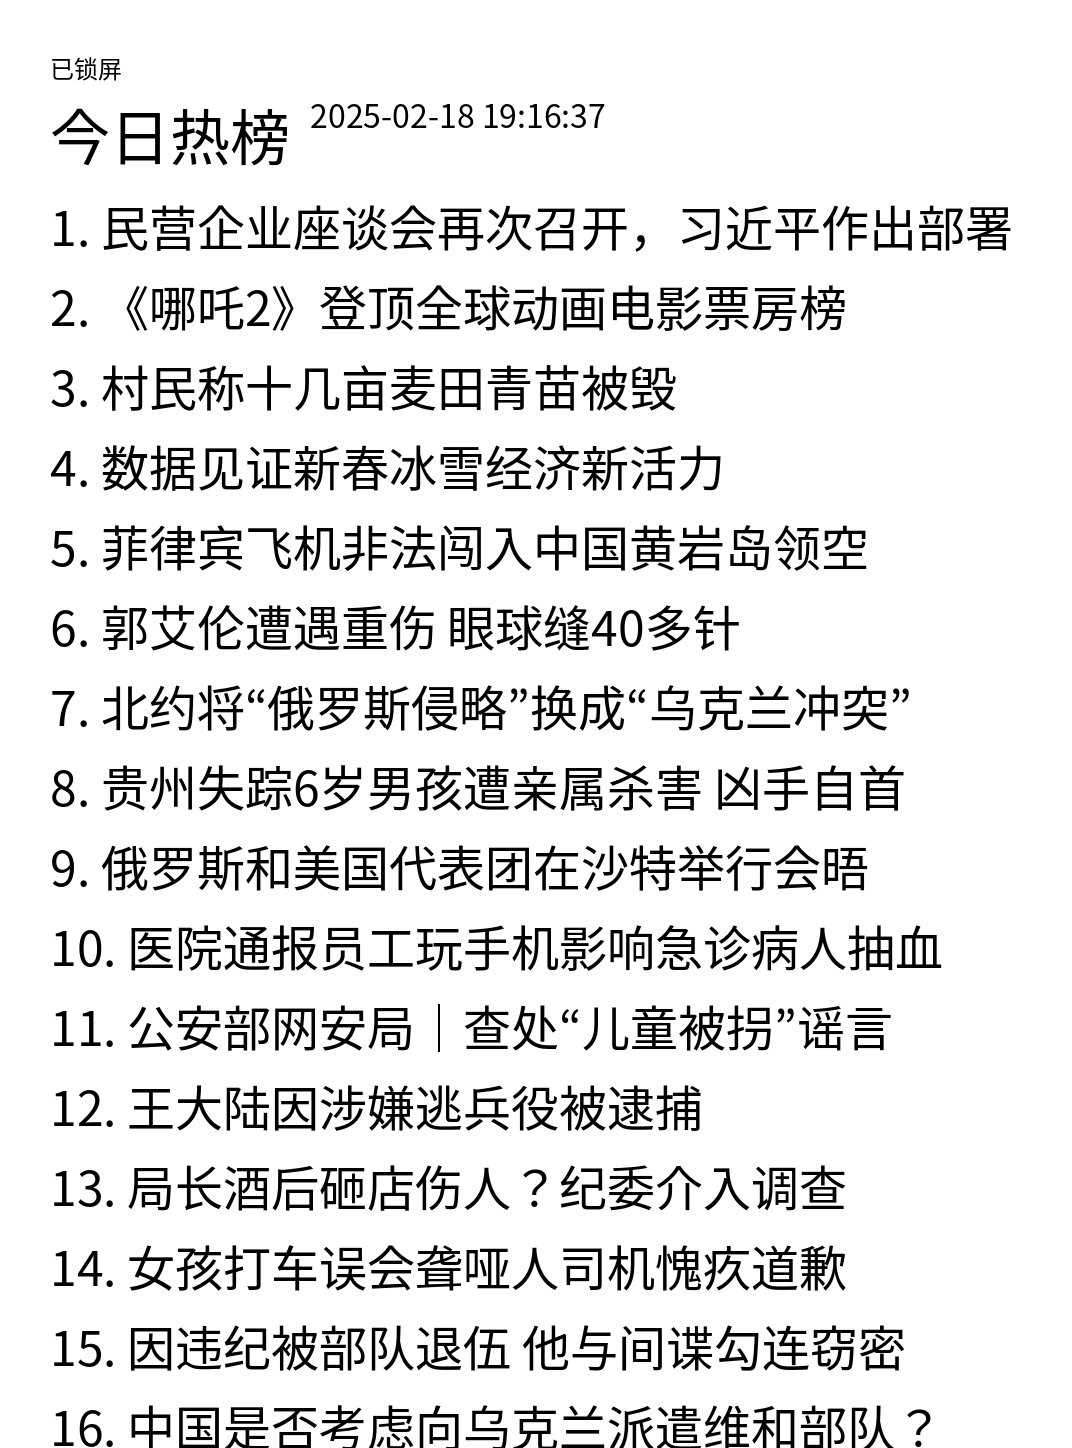 已锁屏
今日热榜 2025-02-18 19:16:37
1. 民营企业座谈会再次召开，习近平作出部署
2. 《哪吒2》登顶全球动画电影票房榜
3. 村民称十几亩麦田青苗被毁
4. 数据见证新春冰雪经济新活力
5. 菲律宾飞机非法闯入中国黄岩岛领空
6. 郭艾伦遭遇重伤 眼球缝40多针
7. 北约将“俄罗斯侵略”换成“乌克兰冲突”
8. 贵州失踪6岁男孩遭亲属杀害 凶手自首
9. 俄罗斯和美国代表团在沙特举行会晤
10. 医院通报员工玩手机影响急诊病人抽血
11. 公安部网安局｜查处“儿童被拐”谣言
12. 王大陆因涉嫌逃兵役被逮捕
13. 局长酒后砸店伤人？纪委介入调查
14. 女孩打车误会聋哑人司机愧疚道歉
15. 因违纪被部队退伍 他与间谍勾连窃密
16. 中国是否考虑向乌克兰派遣维和部队？